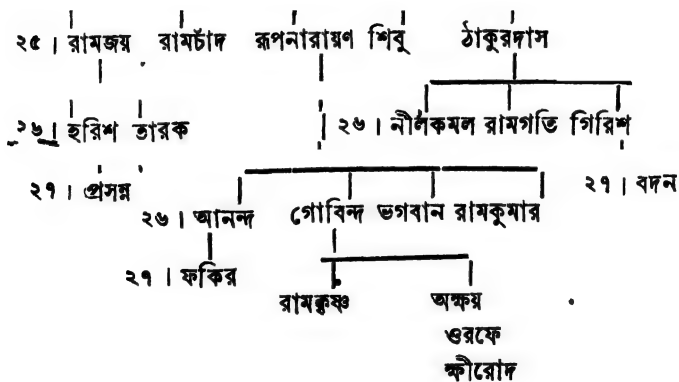 ২৫। রামজয় রামচাঁদ রূপনারায়ণ শিবু ঠাকুরদাস
২৬। হরিশ তারক ২৬। নীলকমল রামগতি গিরিশ
২৭। প্রসন্ন ২৭। বদন
২৬। আনন্দ গোবিন্দ ভগবান রামকুমার
২৭। ফকির
রামকৃষ্ণ অক্ষয়
ওরফে
ক্ষীরোদ